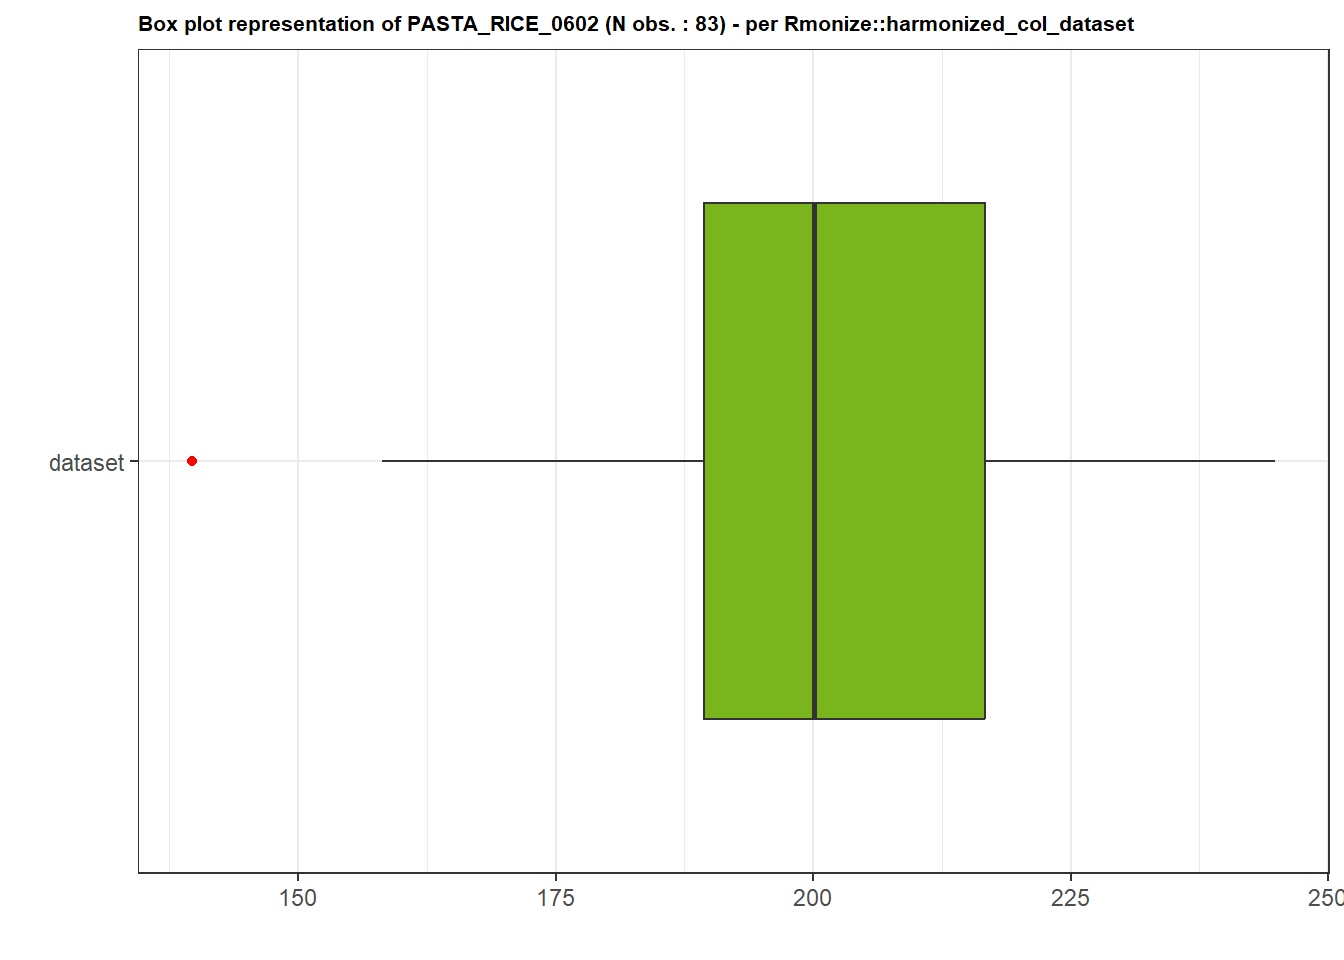 Box plot representation of PASTA_RICE_0602 (N obs. : 83) - per Rmonize::harmonized_col_dataset
dataset
150 175 200 225 250